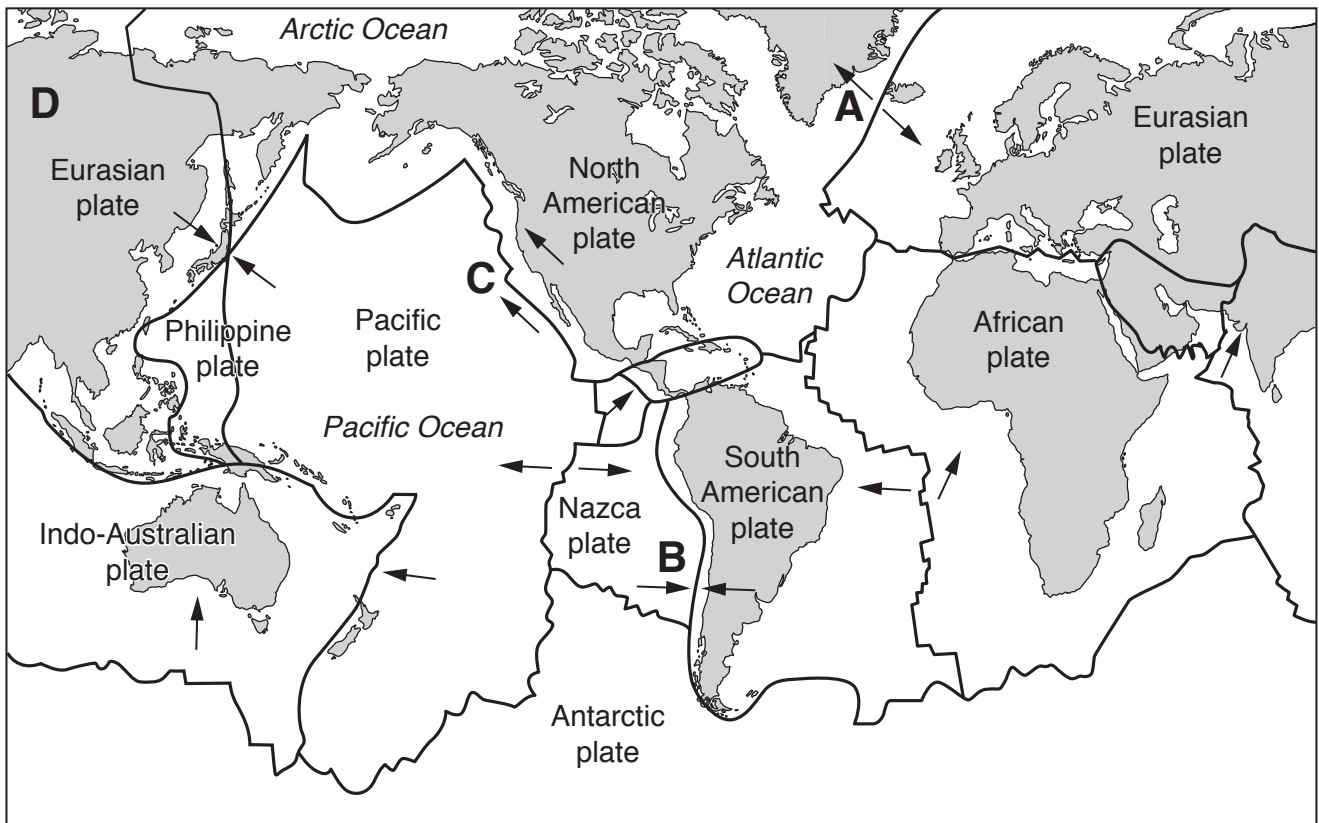 Arctic Ocean
D
A
Eurasian
plate
Eurasian
plate
North
American
plate
C
Atlantic
Ocean
Philippine
plate
Pacific
plate
African
plate
Pacific Ocean
South
American
plate
Indo-Australian
plate
Nazca
plate
B
Antarctic
plate